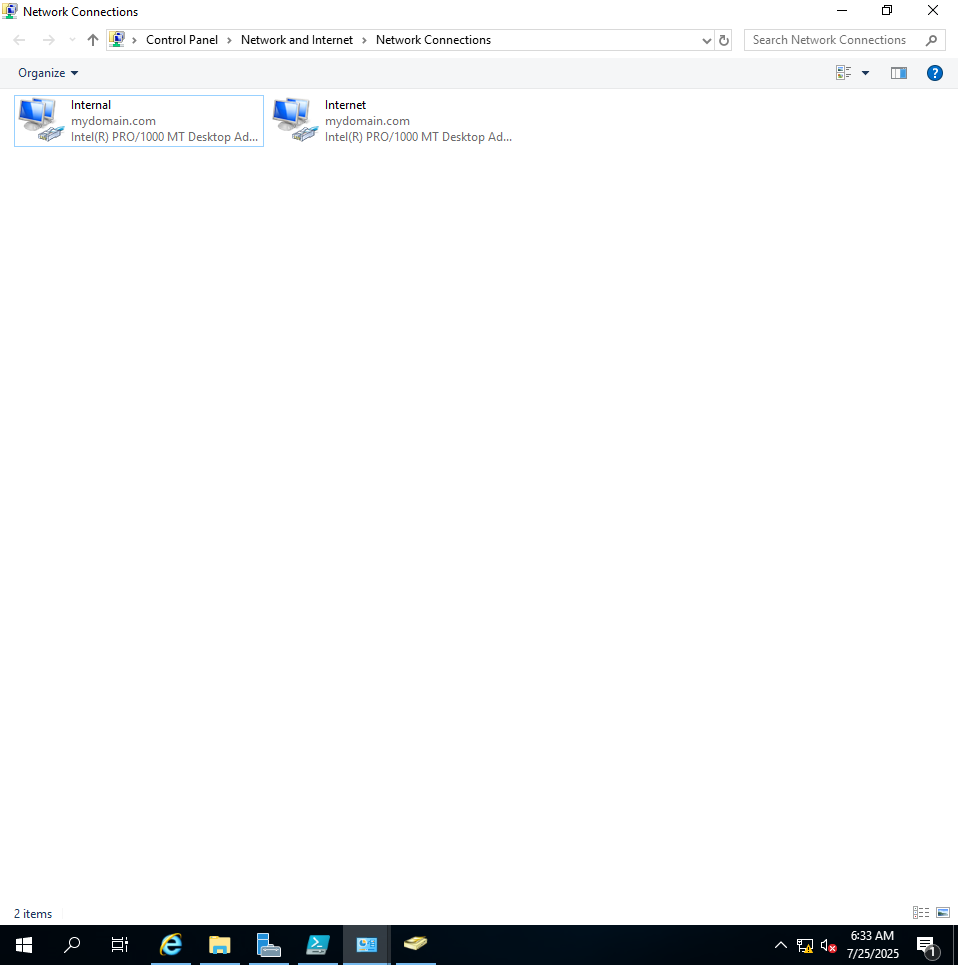 Network Connections
Control Panel
Network and Internet
Network Connections
Search Network Connections
Organize
?
Internal
mydomain.com
Intel(R) PRO/1000 MT Desktop Ad...
Internet
mydomain.com
Intel(R) PRO/1000 MT Desktop Ad...
2 items
6:33 AM
7/25/2025
1